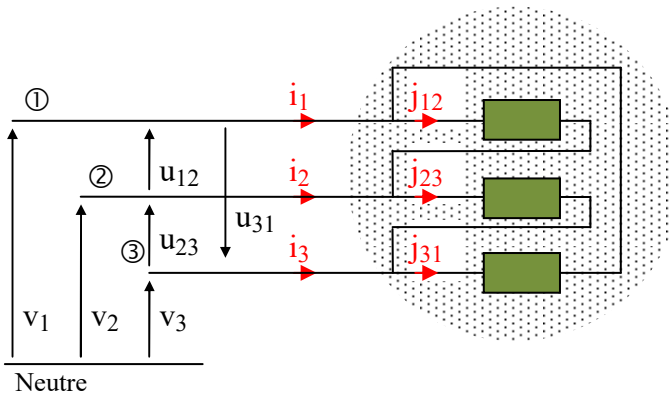 ①
i₁ j₁₂
u₁₂
②
i₂ j₂₃
u₃₁
u₂₃
③
i₃ j₃₁
v₁ v₂ v₃
Neutre